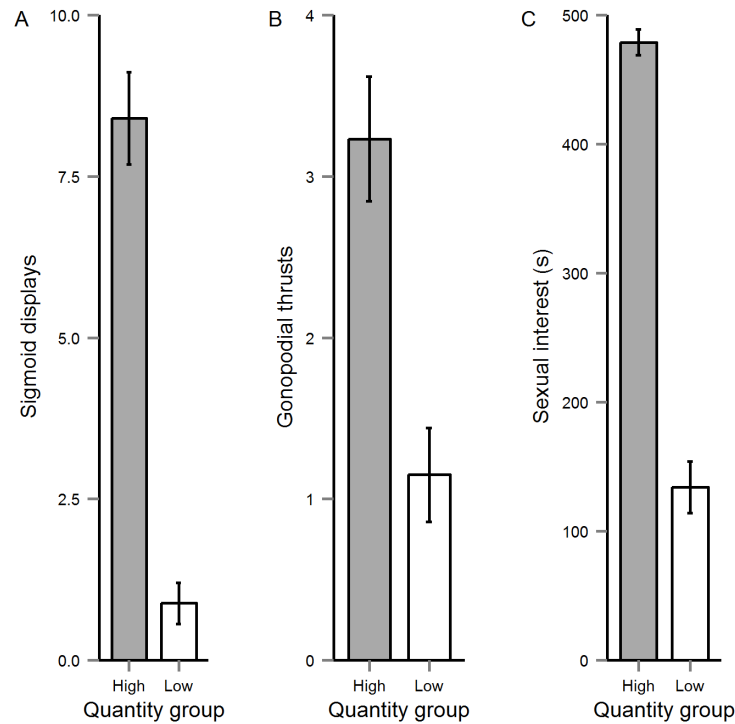 A
Sigmoid displays
10.0
7.5
5.0
2.5
0.0
High Low
Quantity group
B
Gonopodial thrusts
4
3
2
1
0
High Low
Quantity group
C
Sexual interest (s)
500
400
300
200
100
0
High Low
Quantity group